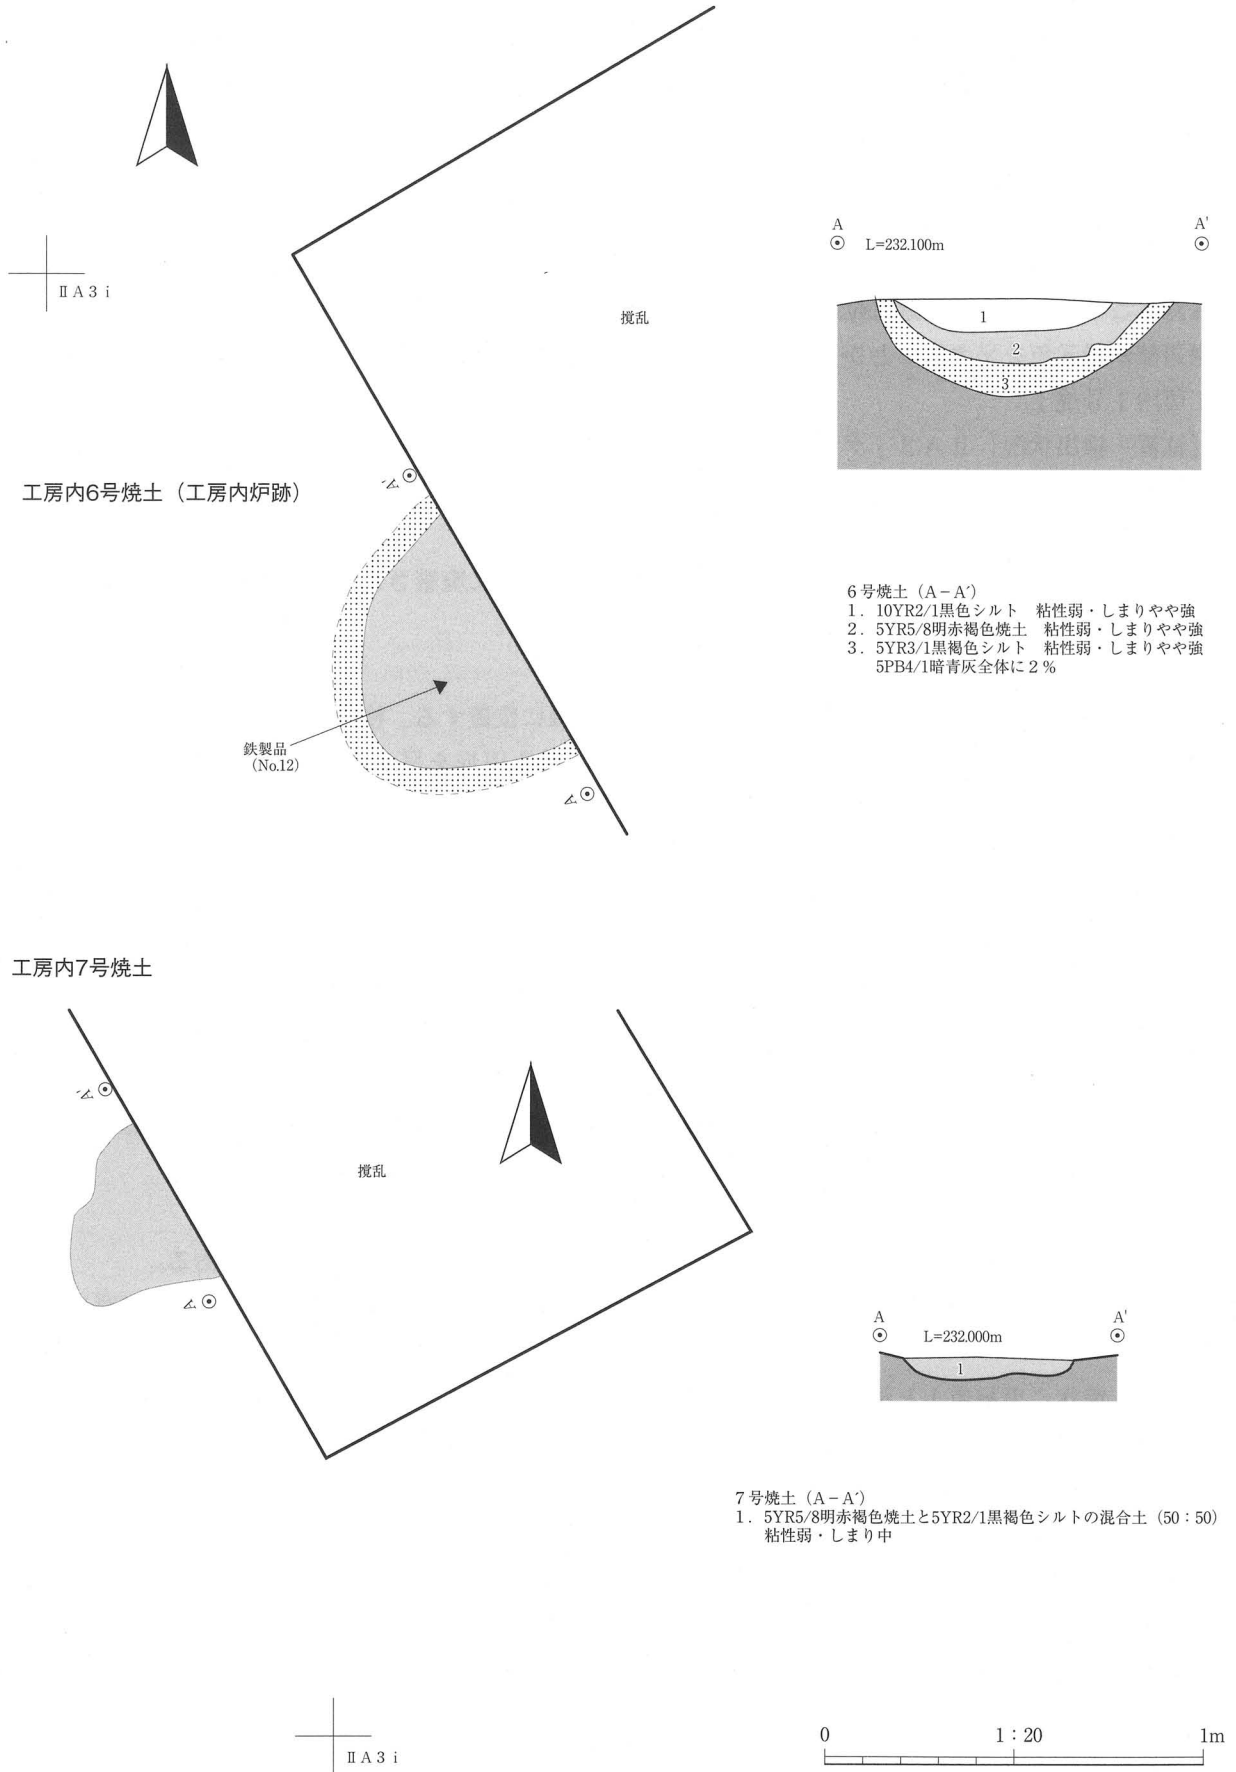 ⅡA3i
攪乱
A
A'
L=232.100m
1
2
3
工房内6号焼土（工房内炉跡）
A'
鉄製品
(No.12)
A
6号焼土（A－A´）
1．10YR2/1黒色シルト　粘性弱・しまりやや強
2．5YR5/8明赤褐色焼土　粘性弱・しまりやや強
3．5YR3/1黒褐色シルト　粘性弱・しまりやや強
5PB4/1暗青灰全体に2％
工房内7号焼土
A'
攪乱
A
A
A'
L=232.000m
1
7号焼土（A－A´）
1．5YR5/8明赤褐色焼土と5YR2/1黒褐色シルトの混合土（50：50）
粘性弱・しまり中
ⅡA3i
0
1：20
1m